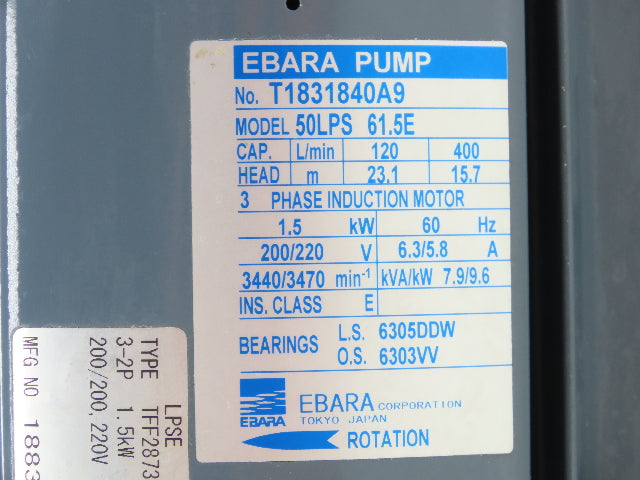 EBARA PUMP
No. T1831840A9
MODEL 50LPS 61.5E
CAP. L/min 120 400
HEAD m 23.1 15.7
3 PHASE INDUCTION MOTOR
1.5 kW 60 Hz
200/220 V 6.3/5.8 A
3440/3470 min⁻¹ kVA/kW 7.9/9.6
INS. CLASS E
BEARINGS L.S. 6305DDW
O.S. 6303VV
EBARA
EBARA CORPORATION
TOKYO JAPAN
ROTATION
LPSE
TYPE TFF2873
3-2P 1.5kW
200/200, 220V
MFG NO 1883